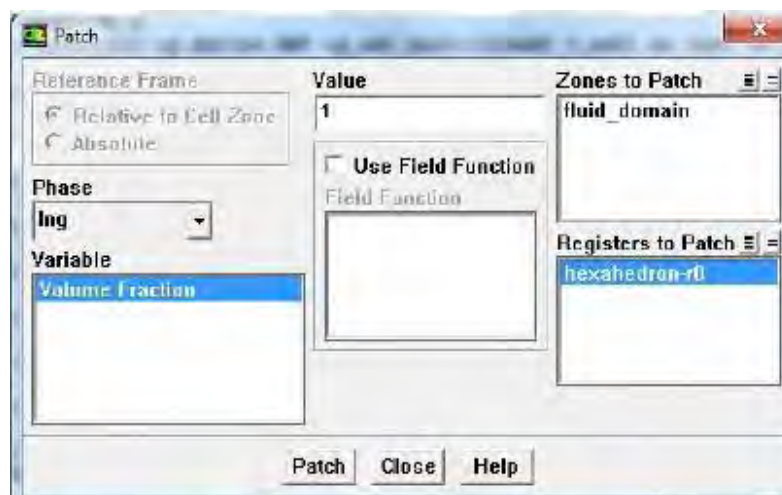 Patch
Reference Frame
Relative to Cell Zone
Absolute
Phase
lng
Variable
Volume Fraction
Value
1
Use Field Function
Field Function
Zones to Patch
fluid_domain
Registers to Patch
hexahedron-r0
Patch
Close
Help